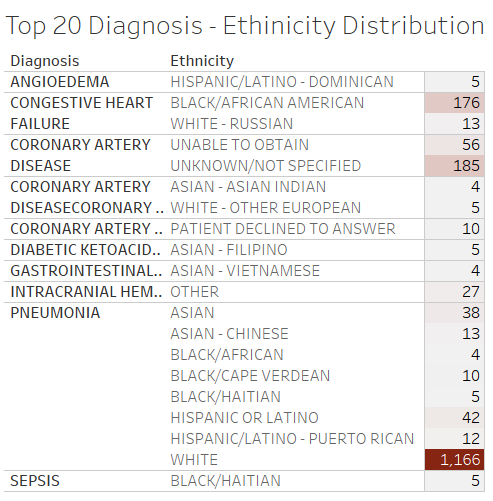 Top 20 Diagnosis - Ethinicity Distribution
Diagnosis Ethnicity
ANGIOEDEMA HISPANIC/LATINO - DOMINICAN 5
CONGESTIVE HEART BLACK/AFRICAN AMERICAN 176
FAILURE WHITE - RUSSIAN 13
CORONARY ARTERY UNABLE TO OBTAIN 56
DISEASE UNKNOWN/NOT SPECIFIED 185
CORONARY ARTERY ASIAN - ASIAN INDIAN 4
DISEASECORONARY .. WHITE - OTHER EUROPEAN 5
CORONARY ARTERY .. PATIENT DECLINED TO ANSWER 10
DIABETIC KETOACID.. ASIAN - FILIPINO 5
GASTROINTESTINAL.. ASIAN - VIETNAMESE 4
INTRACRANIAL HEM.. OTHER 27
PNEUMONIA ASIAN 38
ASIAN - CHINESE 13
BLACK/AFRICAN 4
BLACK/CAPE VERDEAN 10
BLACK/HAITIAN 5
HISPANIC OR LATINO 42
HISPANIC/LATINO - PUERTO RICAN 12
WHITE 1,166
SEPSIS BLACK/HAITIAN 5